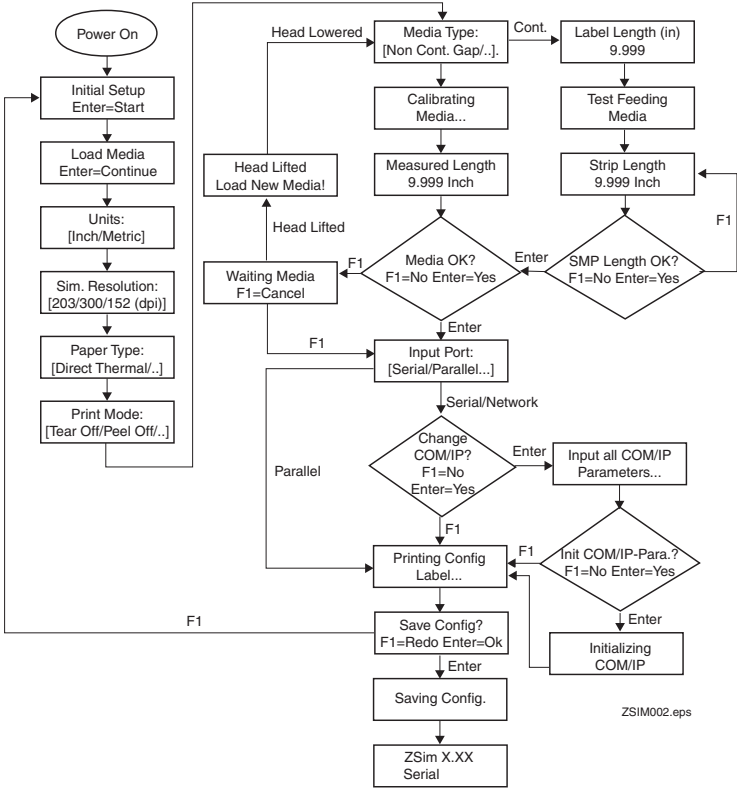 Power On
Initial Setup
Enter=Start
Load Media
Enter=Continue
Units:
[Inch/Metric]
Sim. Resolution:
[203/300/152 (dpi)]
Paper Type:
[Direct Thermal/..]
Print Mode:
[Tear Off/Peel Off/..]
Head Lowered
Media Type:
[Non Cont. Gap/..].
Cont.
Label Length (in)
9.999
Calibrating
Media...
Test Feeding
Media
Head Lifted
Load New Media!
Measured Length
9.999 Inch
Strip Length
9.999 Inch
F1
Head Lifted
Waiting Media
F1=Cancel
F1
Media OK?
F1=No Enter=Yes
Enter
SMP Length OK?
F1=No Enter=Yes
Enter
F1
Input Port:
[Serial/Parallel...]
Serial/Network
Parallel
Change
COM/IP?
F1=No
Enter=Yes
Enter
Input all COM/IP
Parameters...
F1
Printing Config
Label...
F1
Init COM/IP-Para.?
F1=No Enter=Yes
Enter
Initializing
COM/IP
F1
Save Config?
F1=Redo Enter=Ok
Enter
Saving Config.
ZSim X.XX
Serial
ZSIM002.eps